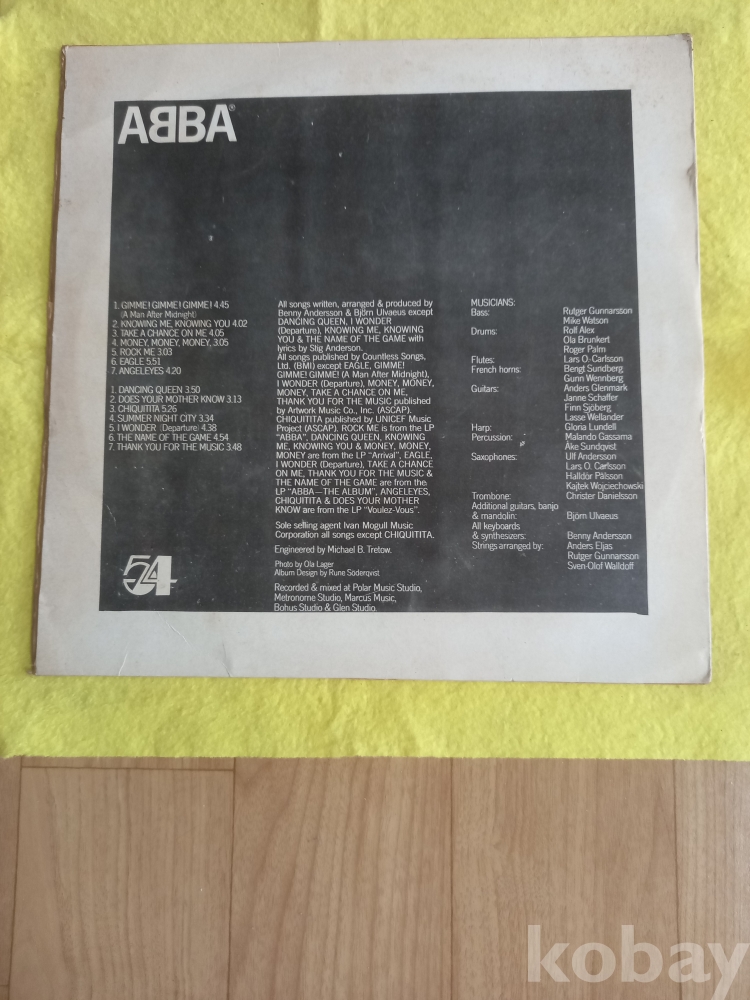 ABBA®
1. GIMME! GIMME! GIMME! 4.45
(A Man After Midnight)
2. KNOWING ME, KNOWING YOU 4.02
3. TAKE A CHANCE ON ME 4.05
4. MONEY, MONEY, MONEY, 3.05
5. ROCK ME 3.03
6. EAGLE 5.51
7. ANGELEYES 4.20
1. DANCING QUEEN 3.50
2. DOES YOUR MOTHER KNOW 3.13
3. CHIQUITITA 5.26
4. SUMMER NIGHT CITY 3.34
5. I WONDER (Departure) 4.38
6. THE NAME OF THE GAME 4.54
7. THANK YOU FOR THE MUSIC 3.48
54
All songs written, arranged & produced by
Benny Andersson & Björn Ulvaeus except
DANCING QUEEN, I WONDER
(Departure), KNOWING ME, KNOWING
YOU & THE NAME OF THE GAME with
lyrics by Stig Anderson.
All songs published by Countless Songs,
Ltd. (BMI) except EAGLE, GIMME!
GIMME! GIMME! (A Man After Midnight),
I WONDER (Departure), MONEY, MONEY,
MONEY, TAKE A CHANCE ON ME,
THANK YOU FOR THE MUSIC published
by Artwork Music Co., Inc. (ASCAP).
CHIQUITITA published by UNICEF Music
Project (ASCAP). ROCK ME is from the LP
"ABBA", DANCING QUEEN, KNOWING
ME, KNOWING YOU & MONEY, MONEY,
MONEY are from the LP "Arrival", EAGLE,
I WONDER (Departure), TAKE A CHANCE
ON ME, THANK YOU FOR THE MUSIC &
THE NAME OF THE GAME are from the
LP "ABBA—THE ALBUM", ANGELEYES,
CHIQUITITA & DOES YOUR MOTHER
KNOW are from the LP "Voulez-Vous".
Sole selling agent Ivan Mogull Music
Corporation all songs except CHIQUITITA.
Engineered by Michael B. Tretow.
Photo by Ola Lager
Album Design by Rune Söderqvist
Recorded & mixed at Polar Music Studio,
Metronome Studio, Marcus Music,
Bohus Studio & Glen Studio.
MUSICIANS:
Bass: Rutger Gunnarsson
Mike Watson
Drums: Rolf Alex
Ola Brunkert
Roger Palm
Flutes: Lars O. Carlsson
French horns: Bengt Sundberg
Gunn Wennberg
Guitars: Anders Glenmark
Janne Schaffer
Finn Sjöberg
Lasse Wellander
Harp: Gloria Lundell
Percussion: Malando Gassama
Åke Sundqvist
Saxophones: Ulf Andersson
Lars O. Carlsson
Halldór Pálsson
Kajtek Wojciechowski
Trombone: Christer Danielsson
Additional guitars, banjo
& mandolin: Björn Ulvaeus
All keyboards
& synthesizers: Benny Andersson
Strings arranged by: Anders Eljas
Rutger Gunnarsson
Sven-Olof Walldoff
kobay